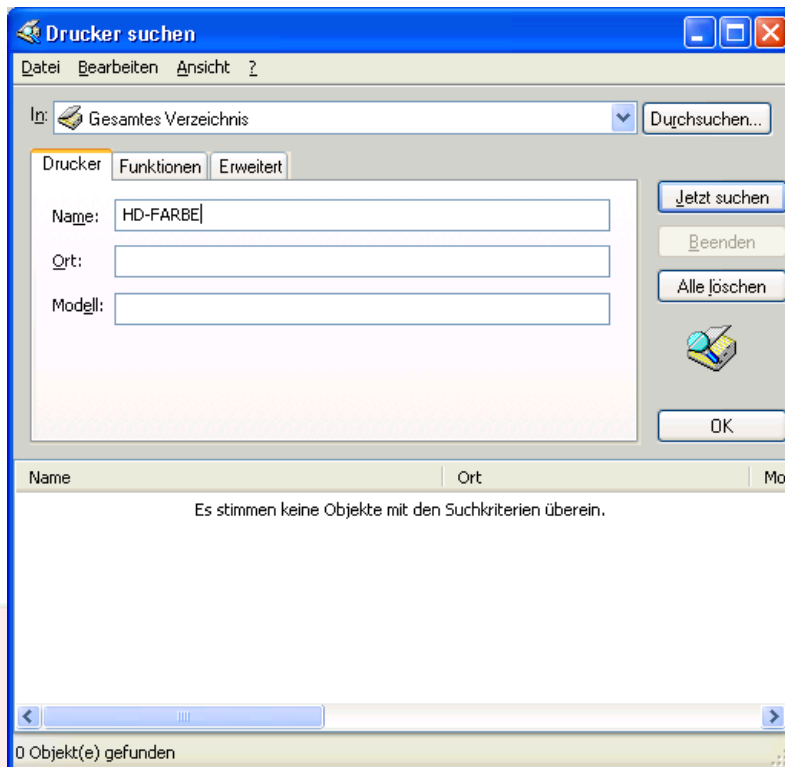 Drucker suchen
Datei Bearbeiten Ansicht ?
In: Gesamtes Verzeichnis Durchsuchen...
Drucker Funktionen Erweitert
Jetzt suchen
Name: HD-FARBE
Beenden
Ort:
Alle löschen
Modell:
OK
Name Ort Mo
Es stimmen keine Objekte mit den Suchkriterien überein.
0 Objekt(e) gefunden